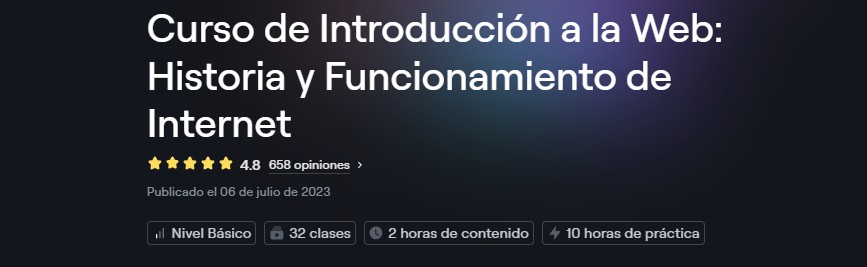 Curso de Introducción a la Web:
Historia y Funcionamiento de
Internet
4.8 658 opiniones
Publicado el 06 de julio de 2023
Nivel Básico 32 clases 2 horas de contenido 10 horas de práctica